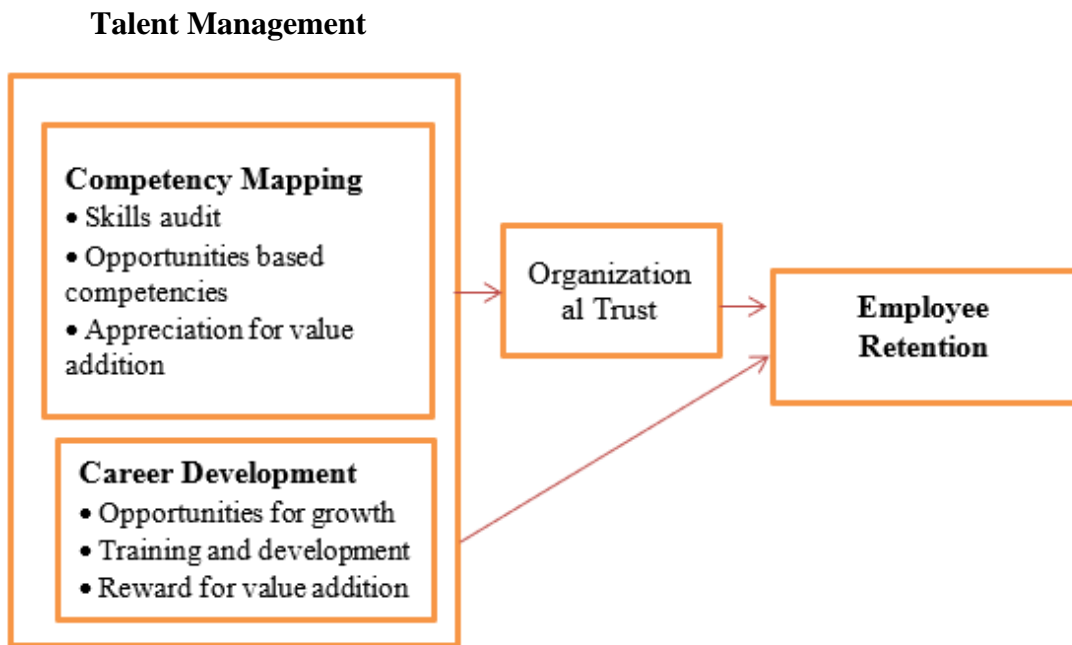 Talent Management
Competency Mapping
• Skills audit
• Opportunities based
competencies
• Appreciation for value
addition
Career Development
• Opportunities for growth
• Training and development
• Reward for value addition
Organization
al Trust
Employee
Retention